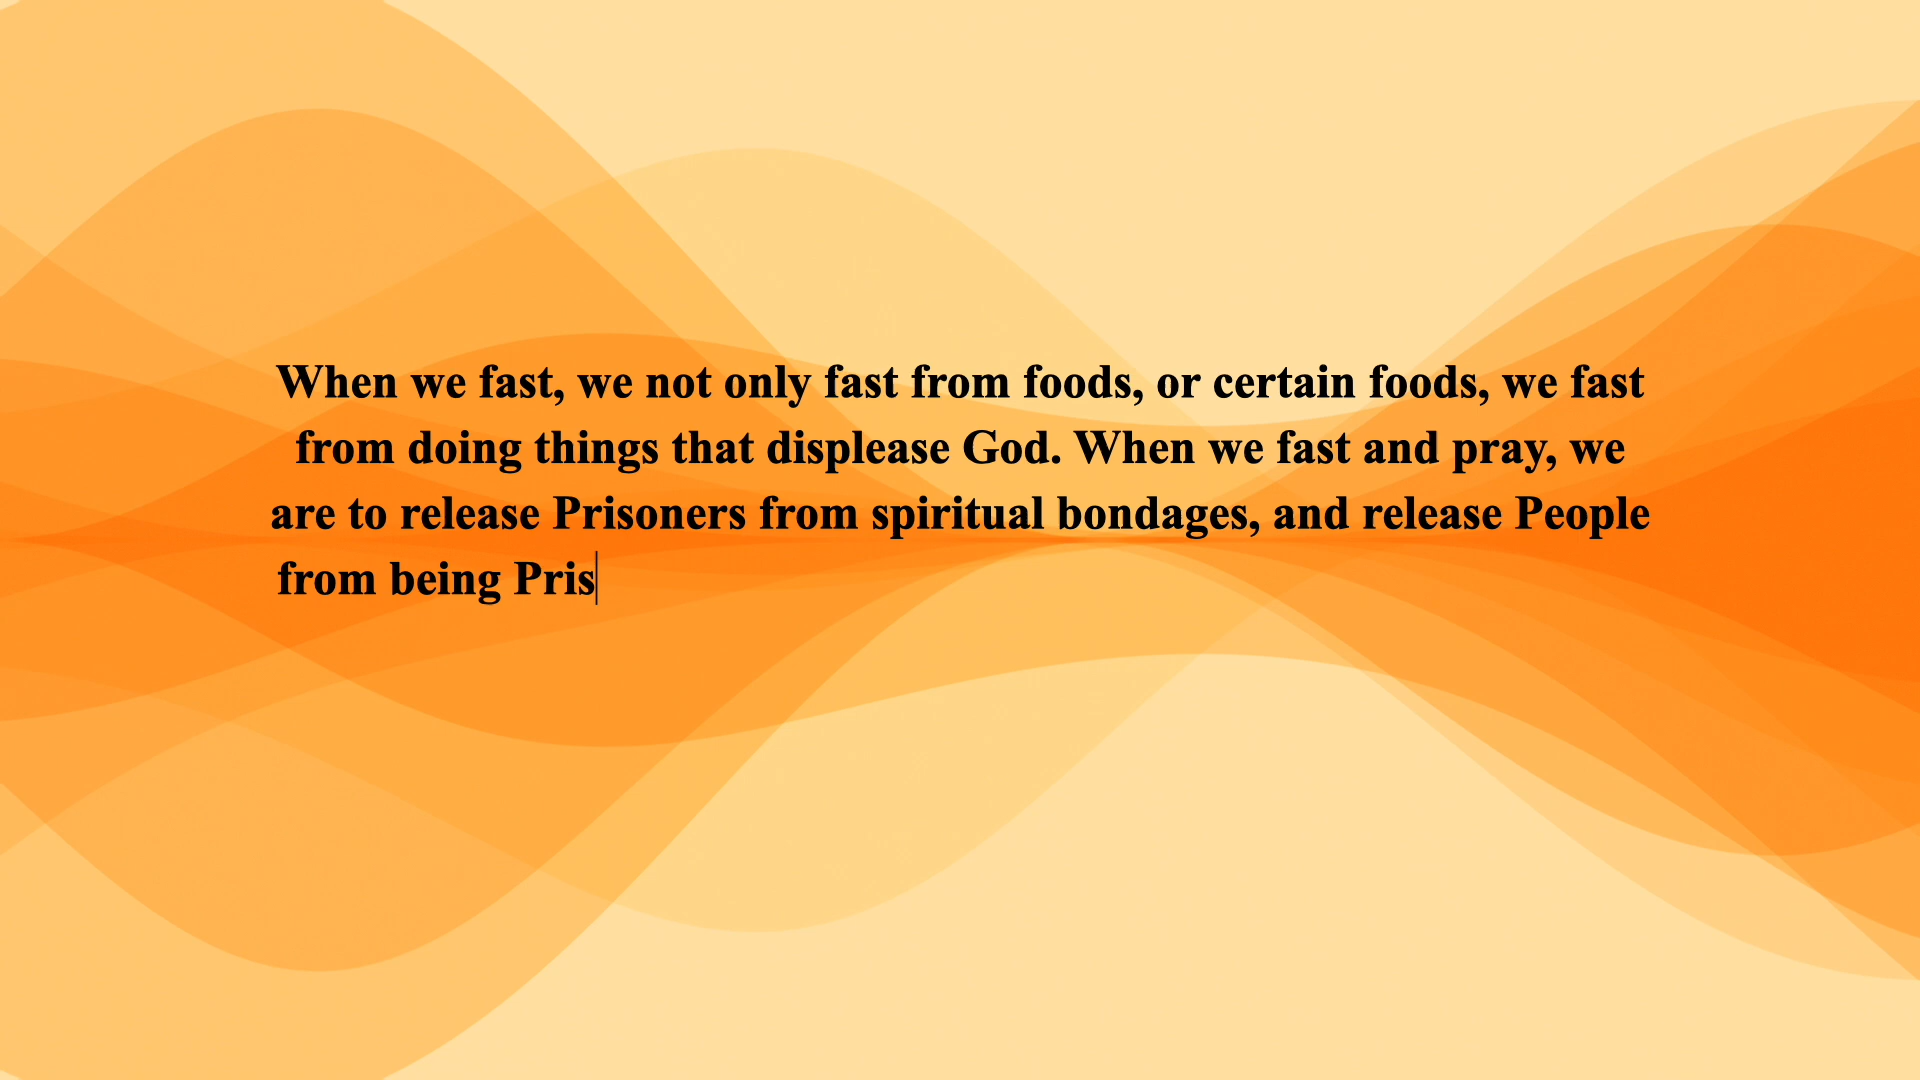 When we fast, we not only fast from foods, or certain foods, we fast
from doing things that displease God. When we fast and pray, we
are to release Prisoners from spiritual bondages, and release People
from being Pris